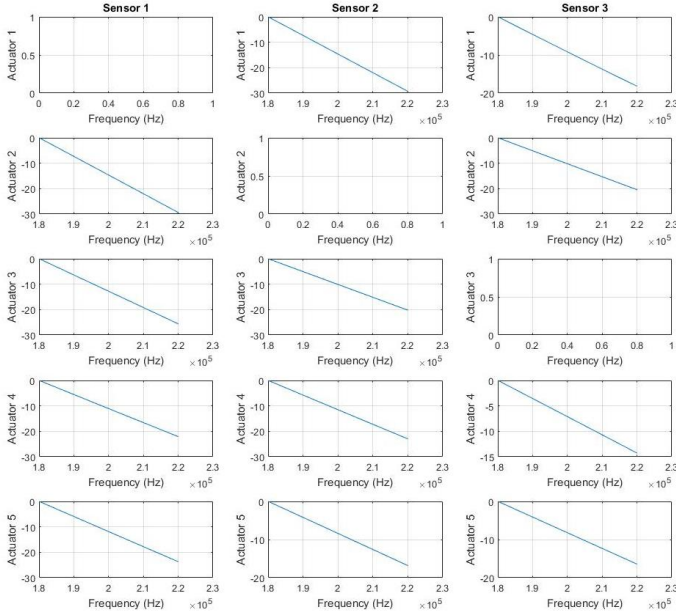 Sensor 1 Sensor 2 Sensor 3
Actuator 1
1
0.5
0
0 0.2 0.4 0.6 0.8 1
Frequency (Hz)
Actuator 1
0
-10
-20
-30
1.8 1.9 2 2.1 2.2 2.3
Frequency (Hz) × 10^5
Actuator 1
0
-10
-20
1.8 1.9 2 2.1 2.2 2.3
Frequency (Hz) × 10^5
Actuator 2
0
-10
-20
-30
1.8 1.9 2 2.1 2.2 2.3
Frequency (Hz) × 10^5
Actuator 2
1
0.5
0
0 0.2 0.4 0.6 0.8 1
Frequency (Hz)
Actuator 2
0
-10
-20
-30
1.8 1.9 2 2.1 2.2 2.3
Frequency (Hz) × 10^5
Actuator 3
0
-10
-20
-30
1.8 1.9 2 2.1 2.2 2.3
Frequency (Hz) × 10^5
Actuator 3
0
-10
-20
-30
1.8 1.9 2 2.1 2.2 2.3
Frequency (Hz) × 10^5
Actuator 3
1
0.5
0
0 0.2 0.4 0.6 0.8 1
Frequency (Hz)
Actuator 4
0
-10
-20
-30
1.8 1.9 2 2.1 2.2 2.3
Frequency (Hz) × 10^5
Actuator 4
0
-10
-20
-30
1.8 1.9 2 2.1 2.2 2.3
Frequency (Hz) × 10^5
Actuator 4
0
-5
-10
-15
1.8 1.9 2 2.1 2.2 2.3
Frequency (Hz) × 10^5
Actuator 5
0
-10
-20
-30
1.8 1.9 2 2.1 2.2 2.3
Frequency (Hz) × 10^5
Actuator 5
0
-10
-20
1.8 1.9 2 2.1 2.2 2.3
Frequency (Hz) × 10^5
Actuator 5
0
-10
-20
1.8 1.9 2 2.1 2.2 2.3
Frequency (Hz) × 10^5